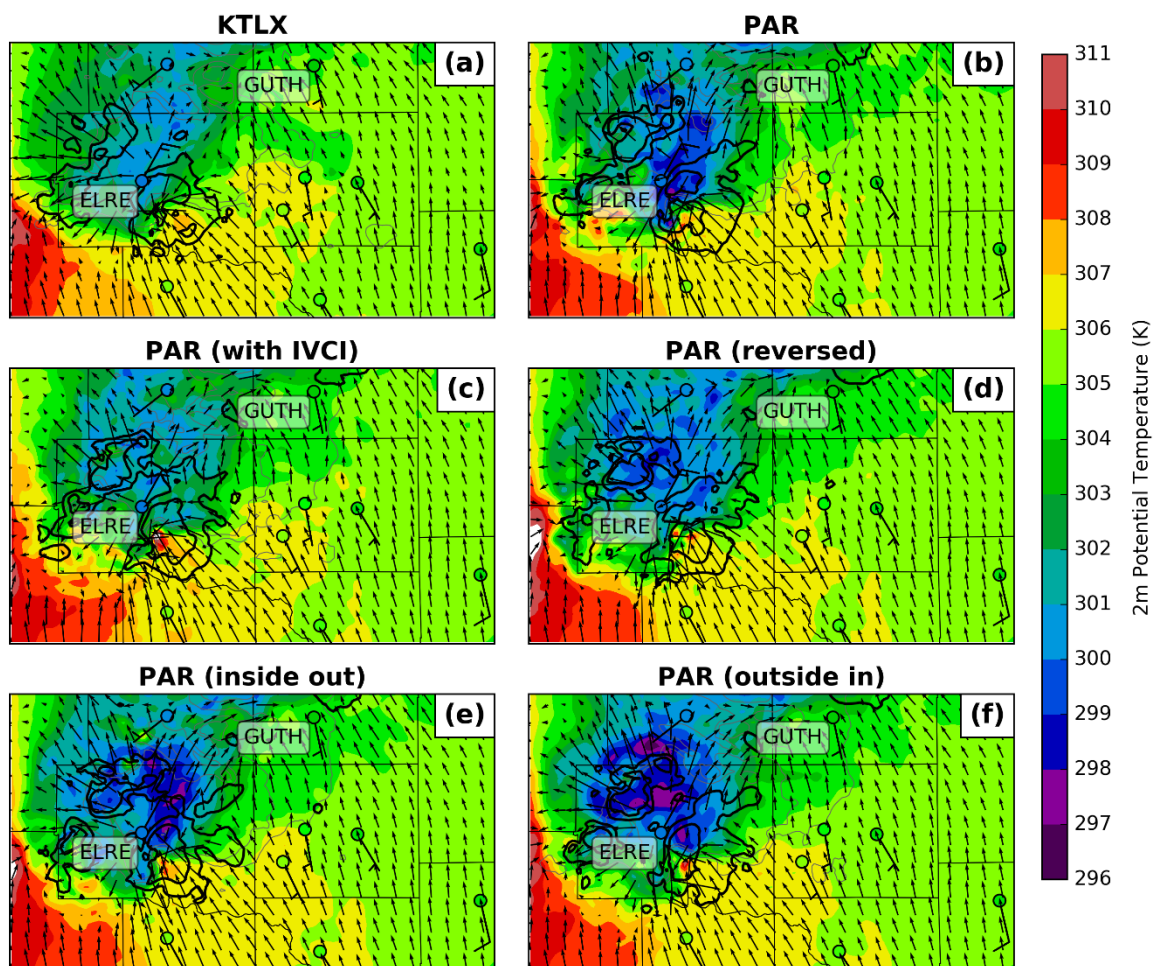 KTLX
PAR
(a)
GUTH
ELRE
(b)
GUTH
ELRE
PAR (with IVCI)
PAR (reversed)
(c)
GUTH
ELRE
(d)
GUTH
ELRE
PAR (inside out)
PAR (outside in)
(e)
GUTH
ELRE
(f)
GUTH
ELRE
311
310
309
308
307
306
305
304
303
302
301
300
299
298
297
296
2m Potential Temperature (K)